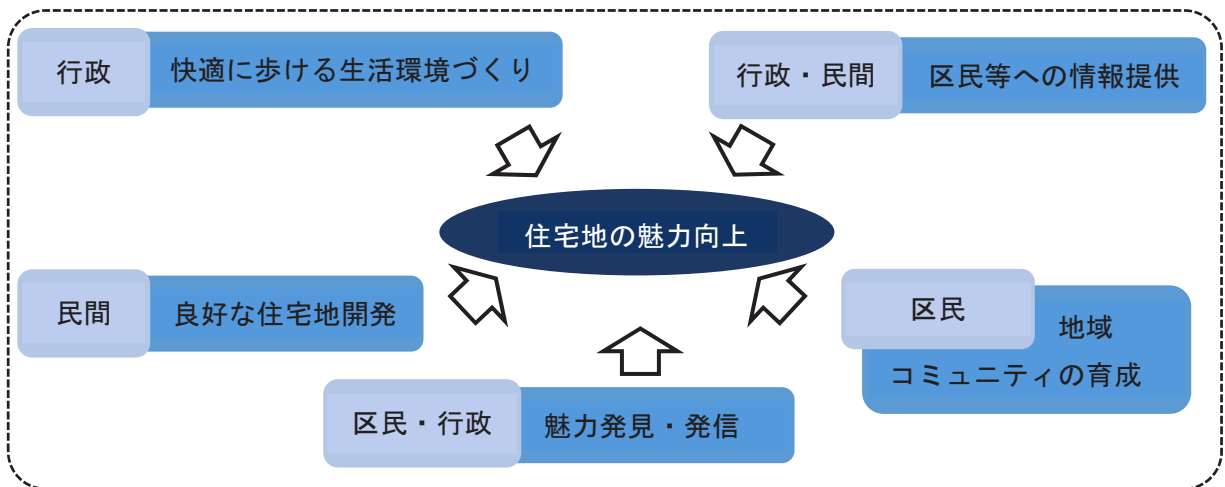 行政
快適に歩ける生活環境づくり
行政・民間
区民等への情報提供
住宅地の魅力向上
民間
良好な住宅地開発
区民
地域
コミュニティの育成
区民・行政
魅力発見・発信